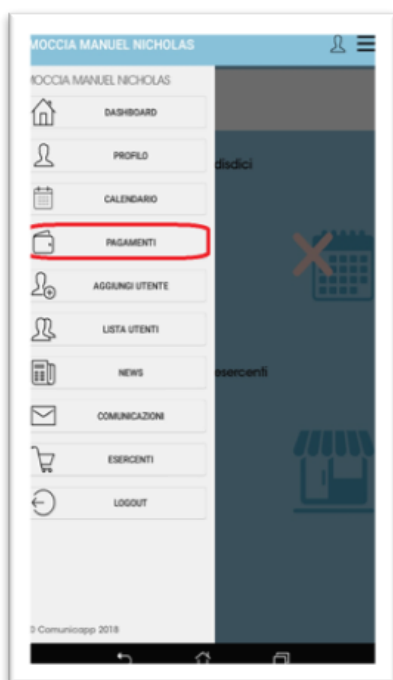 MOCCIA MANUEL NICHOLAS
MOCCIA MANUEL NICHOLAS
DASHBOARD
PROFILO
disdici
CALENDARIO
PAGAMENTI
AGGIUNGI UTENTE
LISTA UTENTI
NEWS
esercenti
COMUNICAZIONI
ESERCENTI
LOGOUT
© Comunicapp 2018